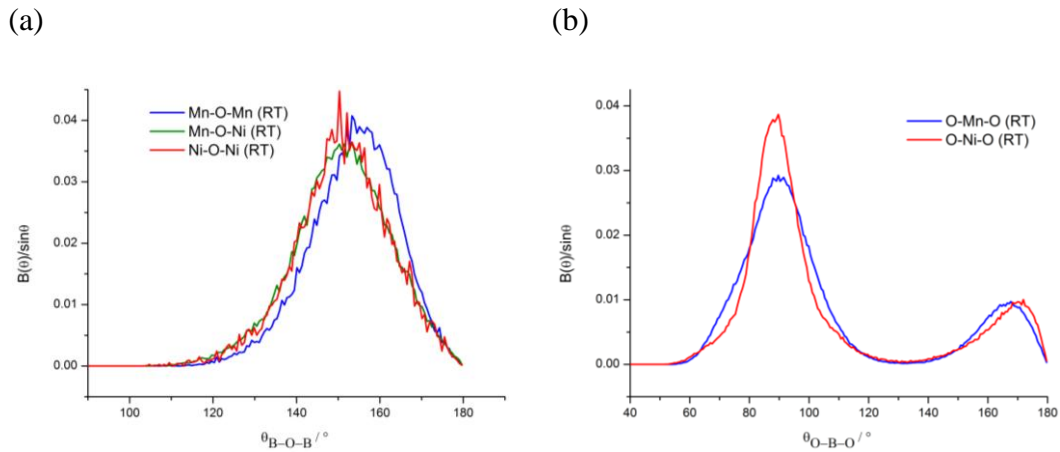 (a)
(b)
Mn-O-Mn (RT)
Mn-O-Ni (RT)
Ni-O-Ni (RT)
B(θ)/sinθ
0.04
0.03
0.02
0.01
0.00
100 120 140 160 180
θB–O–B / °
O-Mn-O (RT)
O-Ni-O (RT)
B(θ)/sinθ
0.04
0.03
0.02
0.01
0.00
40 60 80 100 120 140 160 180
θO–B–O / °